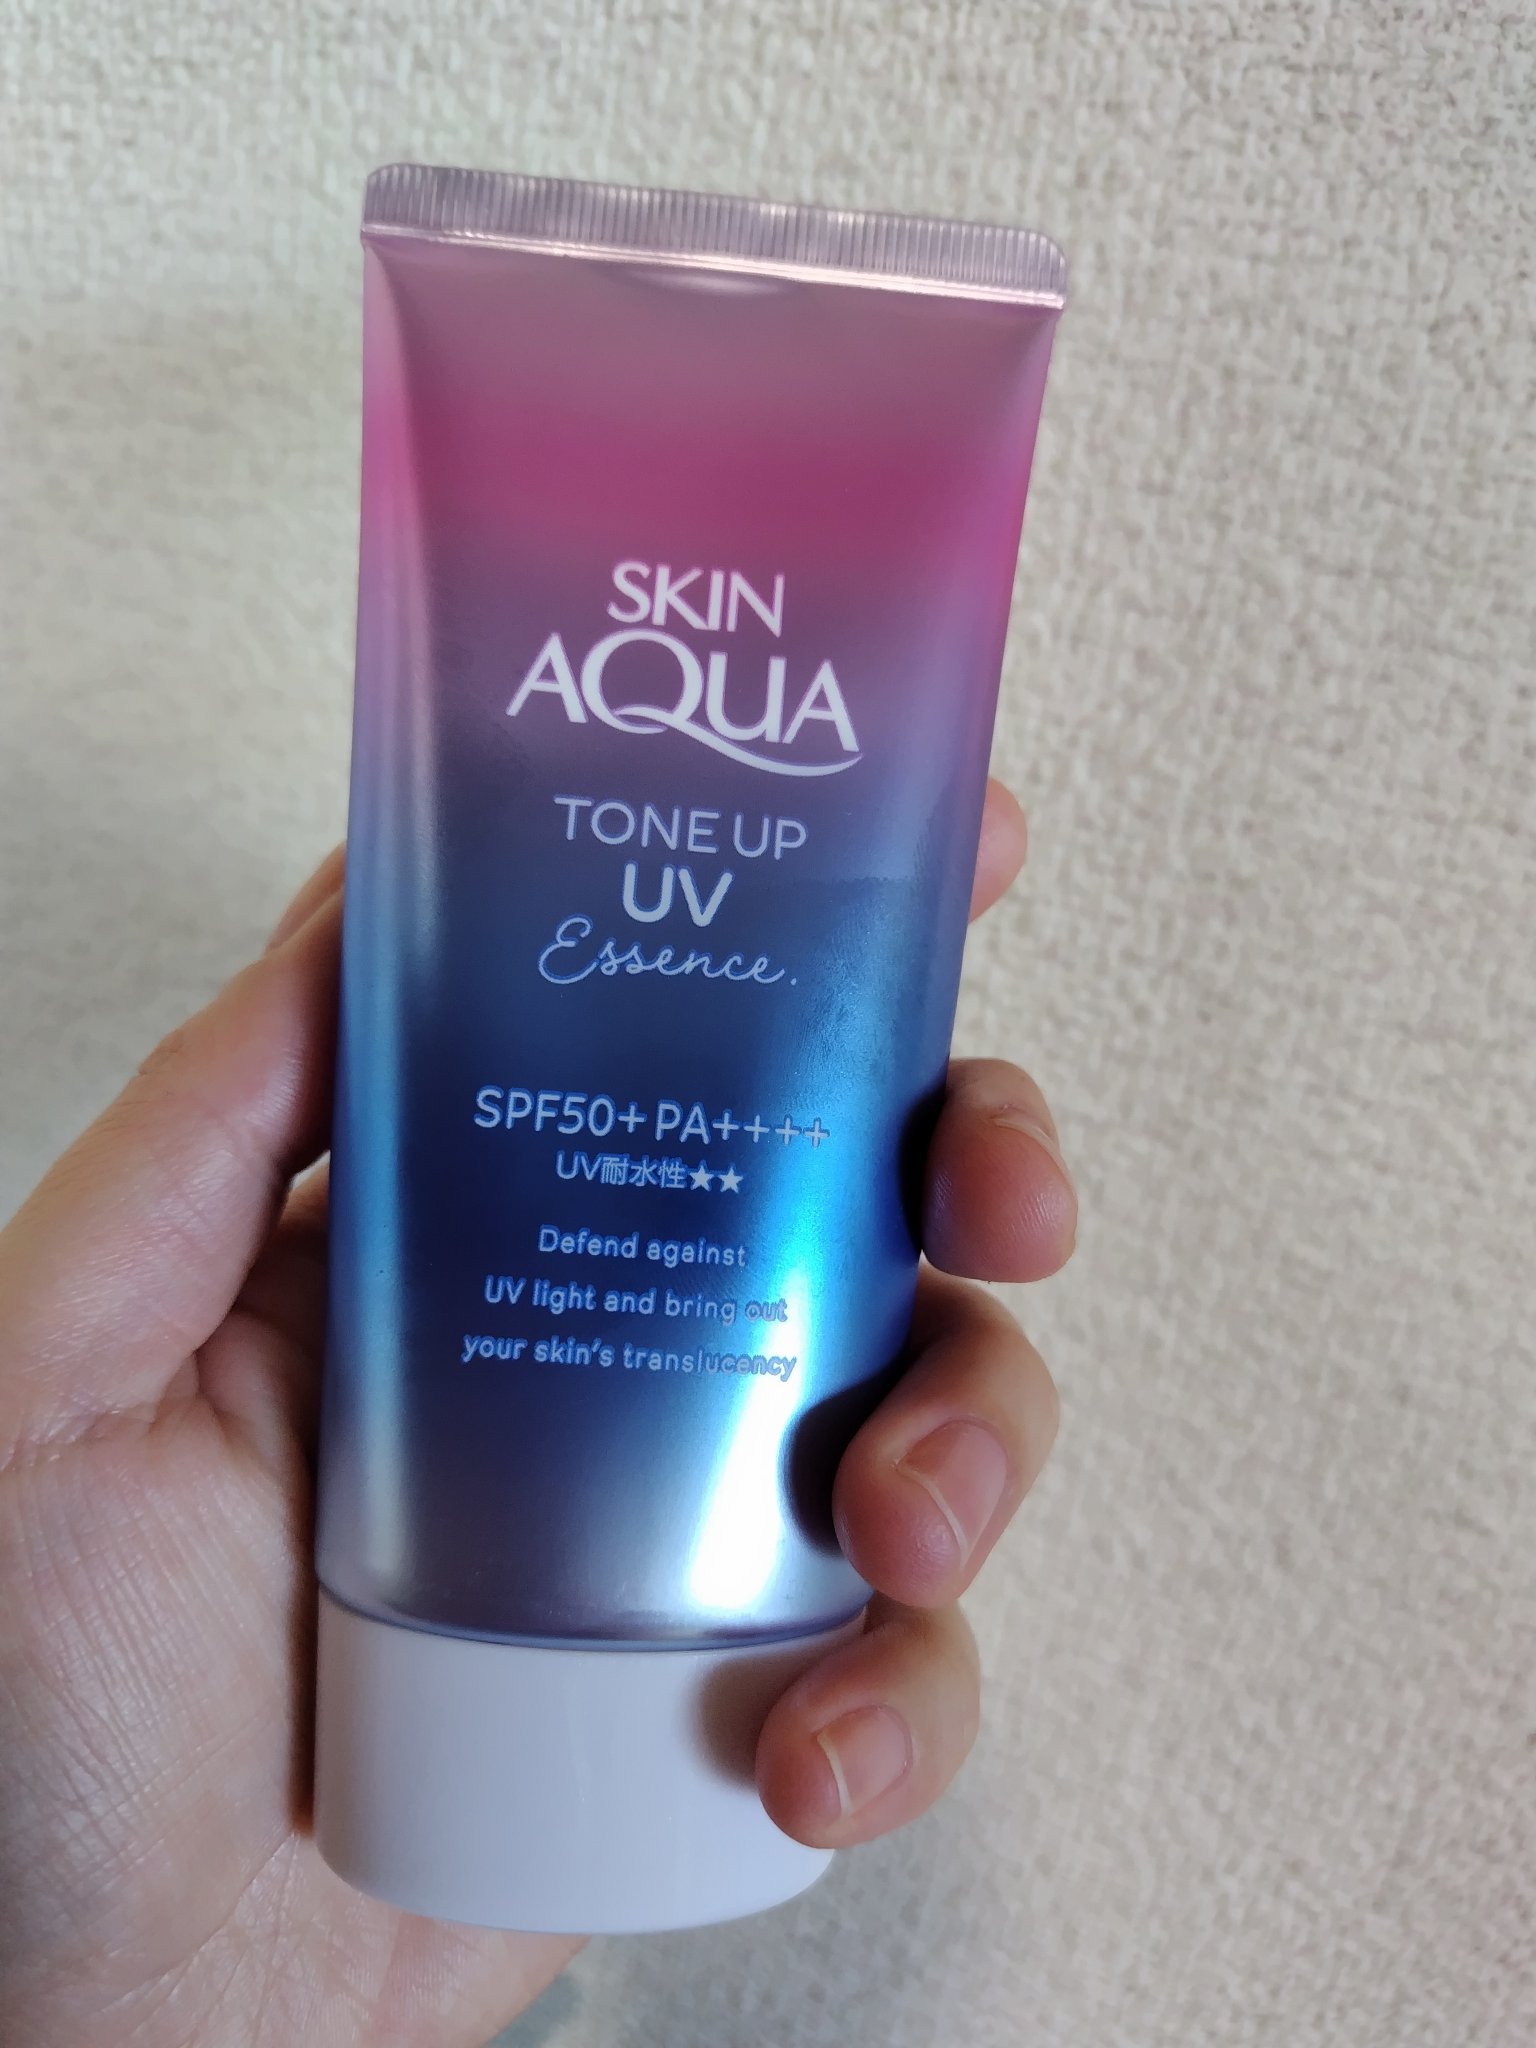 SKIN
AQUA
TONE UP
UV
Essence.
SPF50+ PA++++
UV耐水性★★
Defend against
UV light and bring out
your skin's translucency